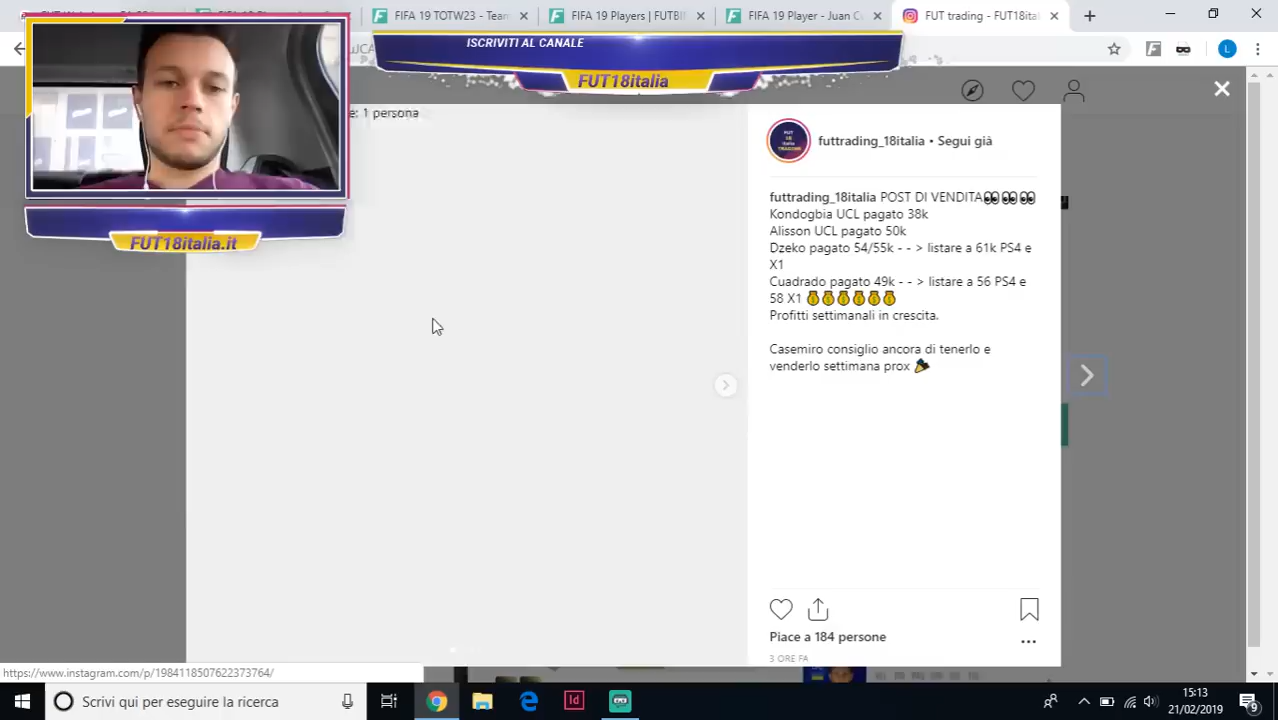 FIFA 19 TOTW23 - Team
FIFA 19 Players | FUTBI
FIFA 19 Player - Juan C
FUT trading - FUT18ital
ISCRIVITI AL CANALE
FUT18italia
e: 1 persona
futtrading_18italia • Segui già
futtrading_18italia POST DI VENDITA👀👀👀
Kondogbia UCL pagato 38k
Alisson UCL pagato 50k
Dzeko pagato 54/55k - - > listare a 61k PS4 e
X1
Cuadrado pagato 49k - - > listare a 56 PS4 e
58 X1 💰💰💰💰💰💰
Profitti settimanali in crescita.
Casemiro consiglio ancora di tenerlo e
venderlo settimana prox 🎉
FUT18italia.it
Piace a 184 persone
3 ORE FA
https://www.instagram.com/p/1984118507622373764/
Scrivi qui per eseguire la ricerca
15:13
21/02/2019